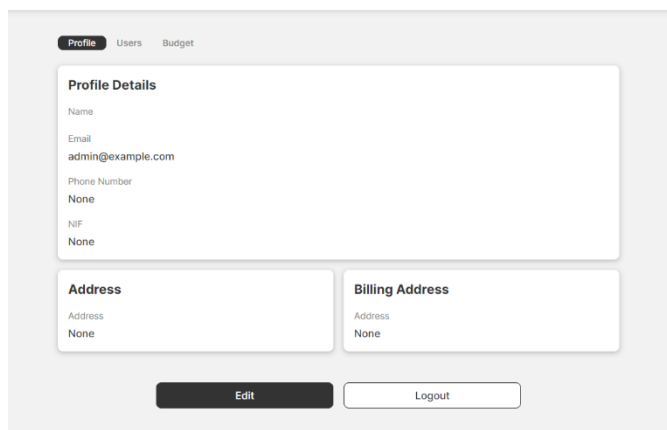 Profile Users Budget
Profile Details
Name
Email
admin@example.com
Phone Number
None
NIF
None
Address
Address
None
Billing Address
Address
None
Edit Logout